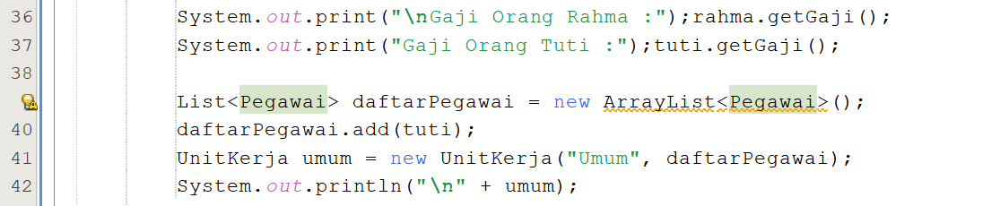 36 System.out.print("\nGaji Orang Rahma :");rahma.getGaji();
37 System.out.print("Gaji Orang Tuti :");tuti.getGaji();
38
List<Pegawai> daftarPegawai = new ArrayList<Pegawai>();
40 daftarPegawai.add(tuti);
41 UnitKerja umum = new UnitKerja("Umum", daftarPegawai);
42 System.out.println("\n" + umum);